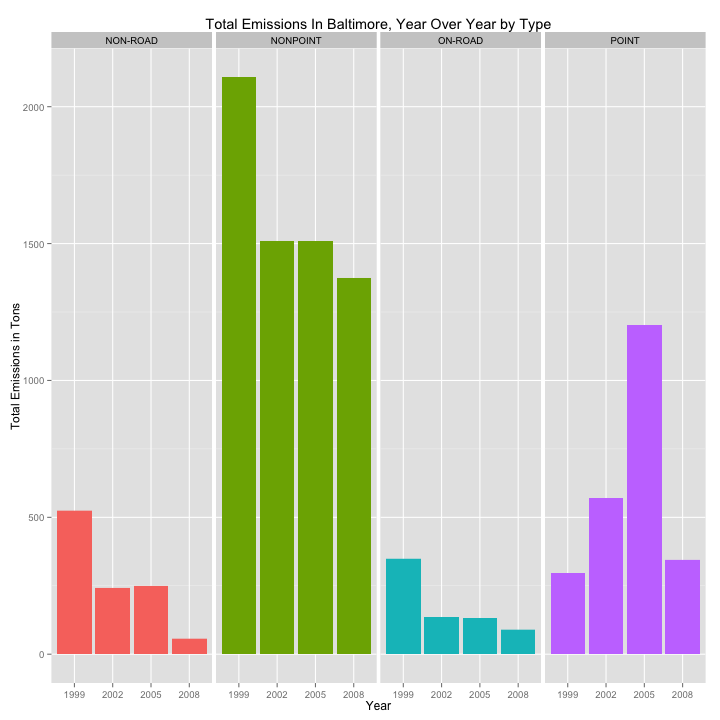 Total Emissions In Baltimore, Year Over Year by Type
NON-ROAD NONPOINT ON-ROAD POINT
Total Emissions in Tons
2000
1500
1000
500
0
1999 2002 2005 2008 1999 2002 2005 2008 1999 2002 2005 2008 1999 2002 2005 2008
Year